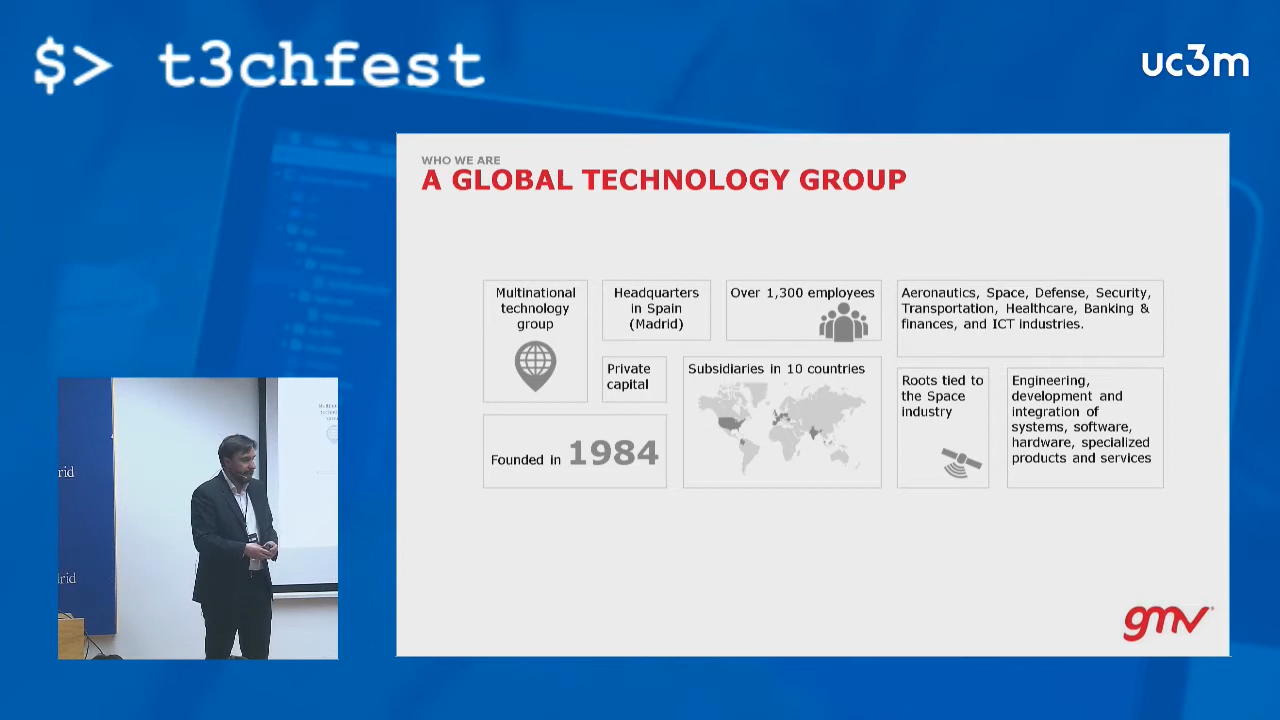 $> t3chfest
uc3m
WHO WE ARE
A GLOBAL TECHNOLOGY GROUP
Multinational
technology
group
Headquarters
in Spain
(Madrid)
Over 1,300 employees
Aeronautics, Space, Defense, Security,
Transportation, Healthcare, Banking &
finances, and ICT industries.
Private
capital
Subsidiaries in 10 countries
Roots tied to
the Space
industry
Engineering,
development and
integration of
systems, software,
hardware, specialized
products and services
Founded in 1984
rid
drid
gmv